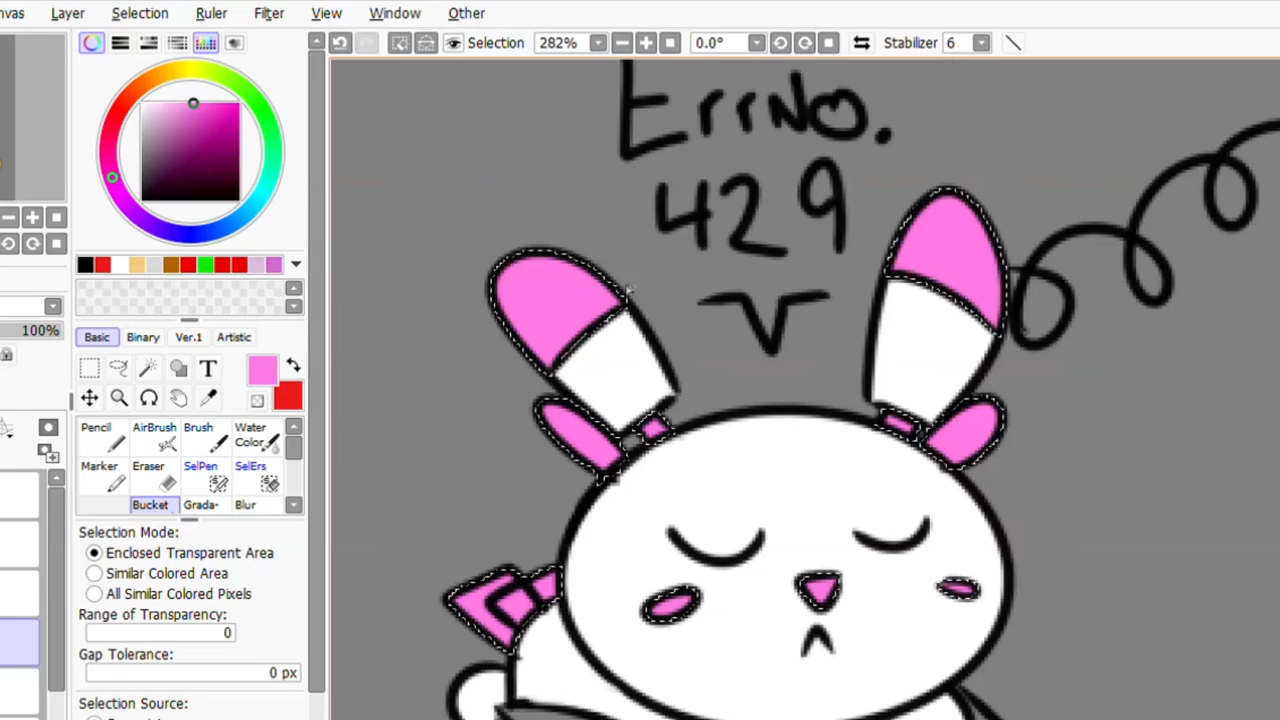 nvas Layer Selection Ruler Filter View Window Other
Selection 282% 0.0° Stabilizer 6
ErrNo.
429
100%
Basic Binary Ver.1 Artistic
T
Pencil AirBrush Brush Water Color
Marker Eraser SelPen SelErs
Bucket Grada- Blur
Selection Mode:
Enclosed Transparent Area
Similar Colored Area
All Similar Colored Pixels
Range of Transparency:
0
Gap Tolerance:
0 px
Selection Source: